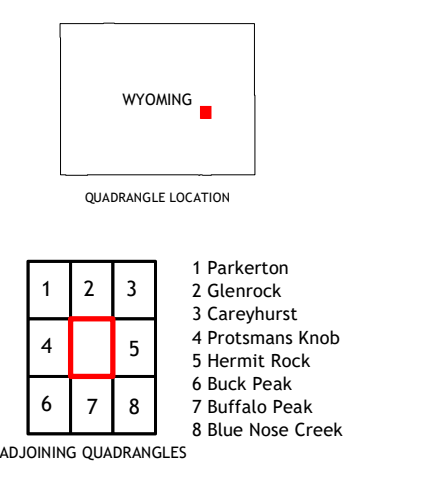 WYOMING
QUADRANGLE LOCATION
1 2 3
4 5
6 7 8
1 Parkerton
2 Glenrock
3 Careyhurst
4 Protsmans Knob
5 Hermit Rock
6 Buck Peak
7 Buffalo Peak
8 Blue Nose Creek
ADJOINING QUADRANGLES